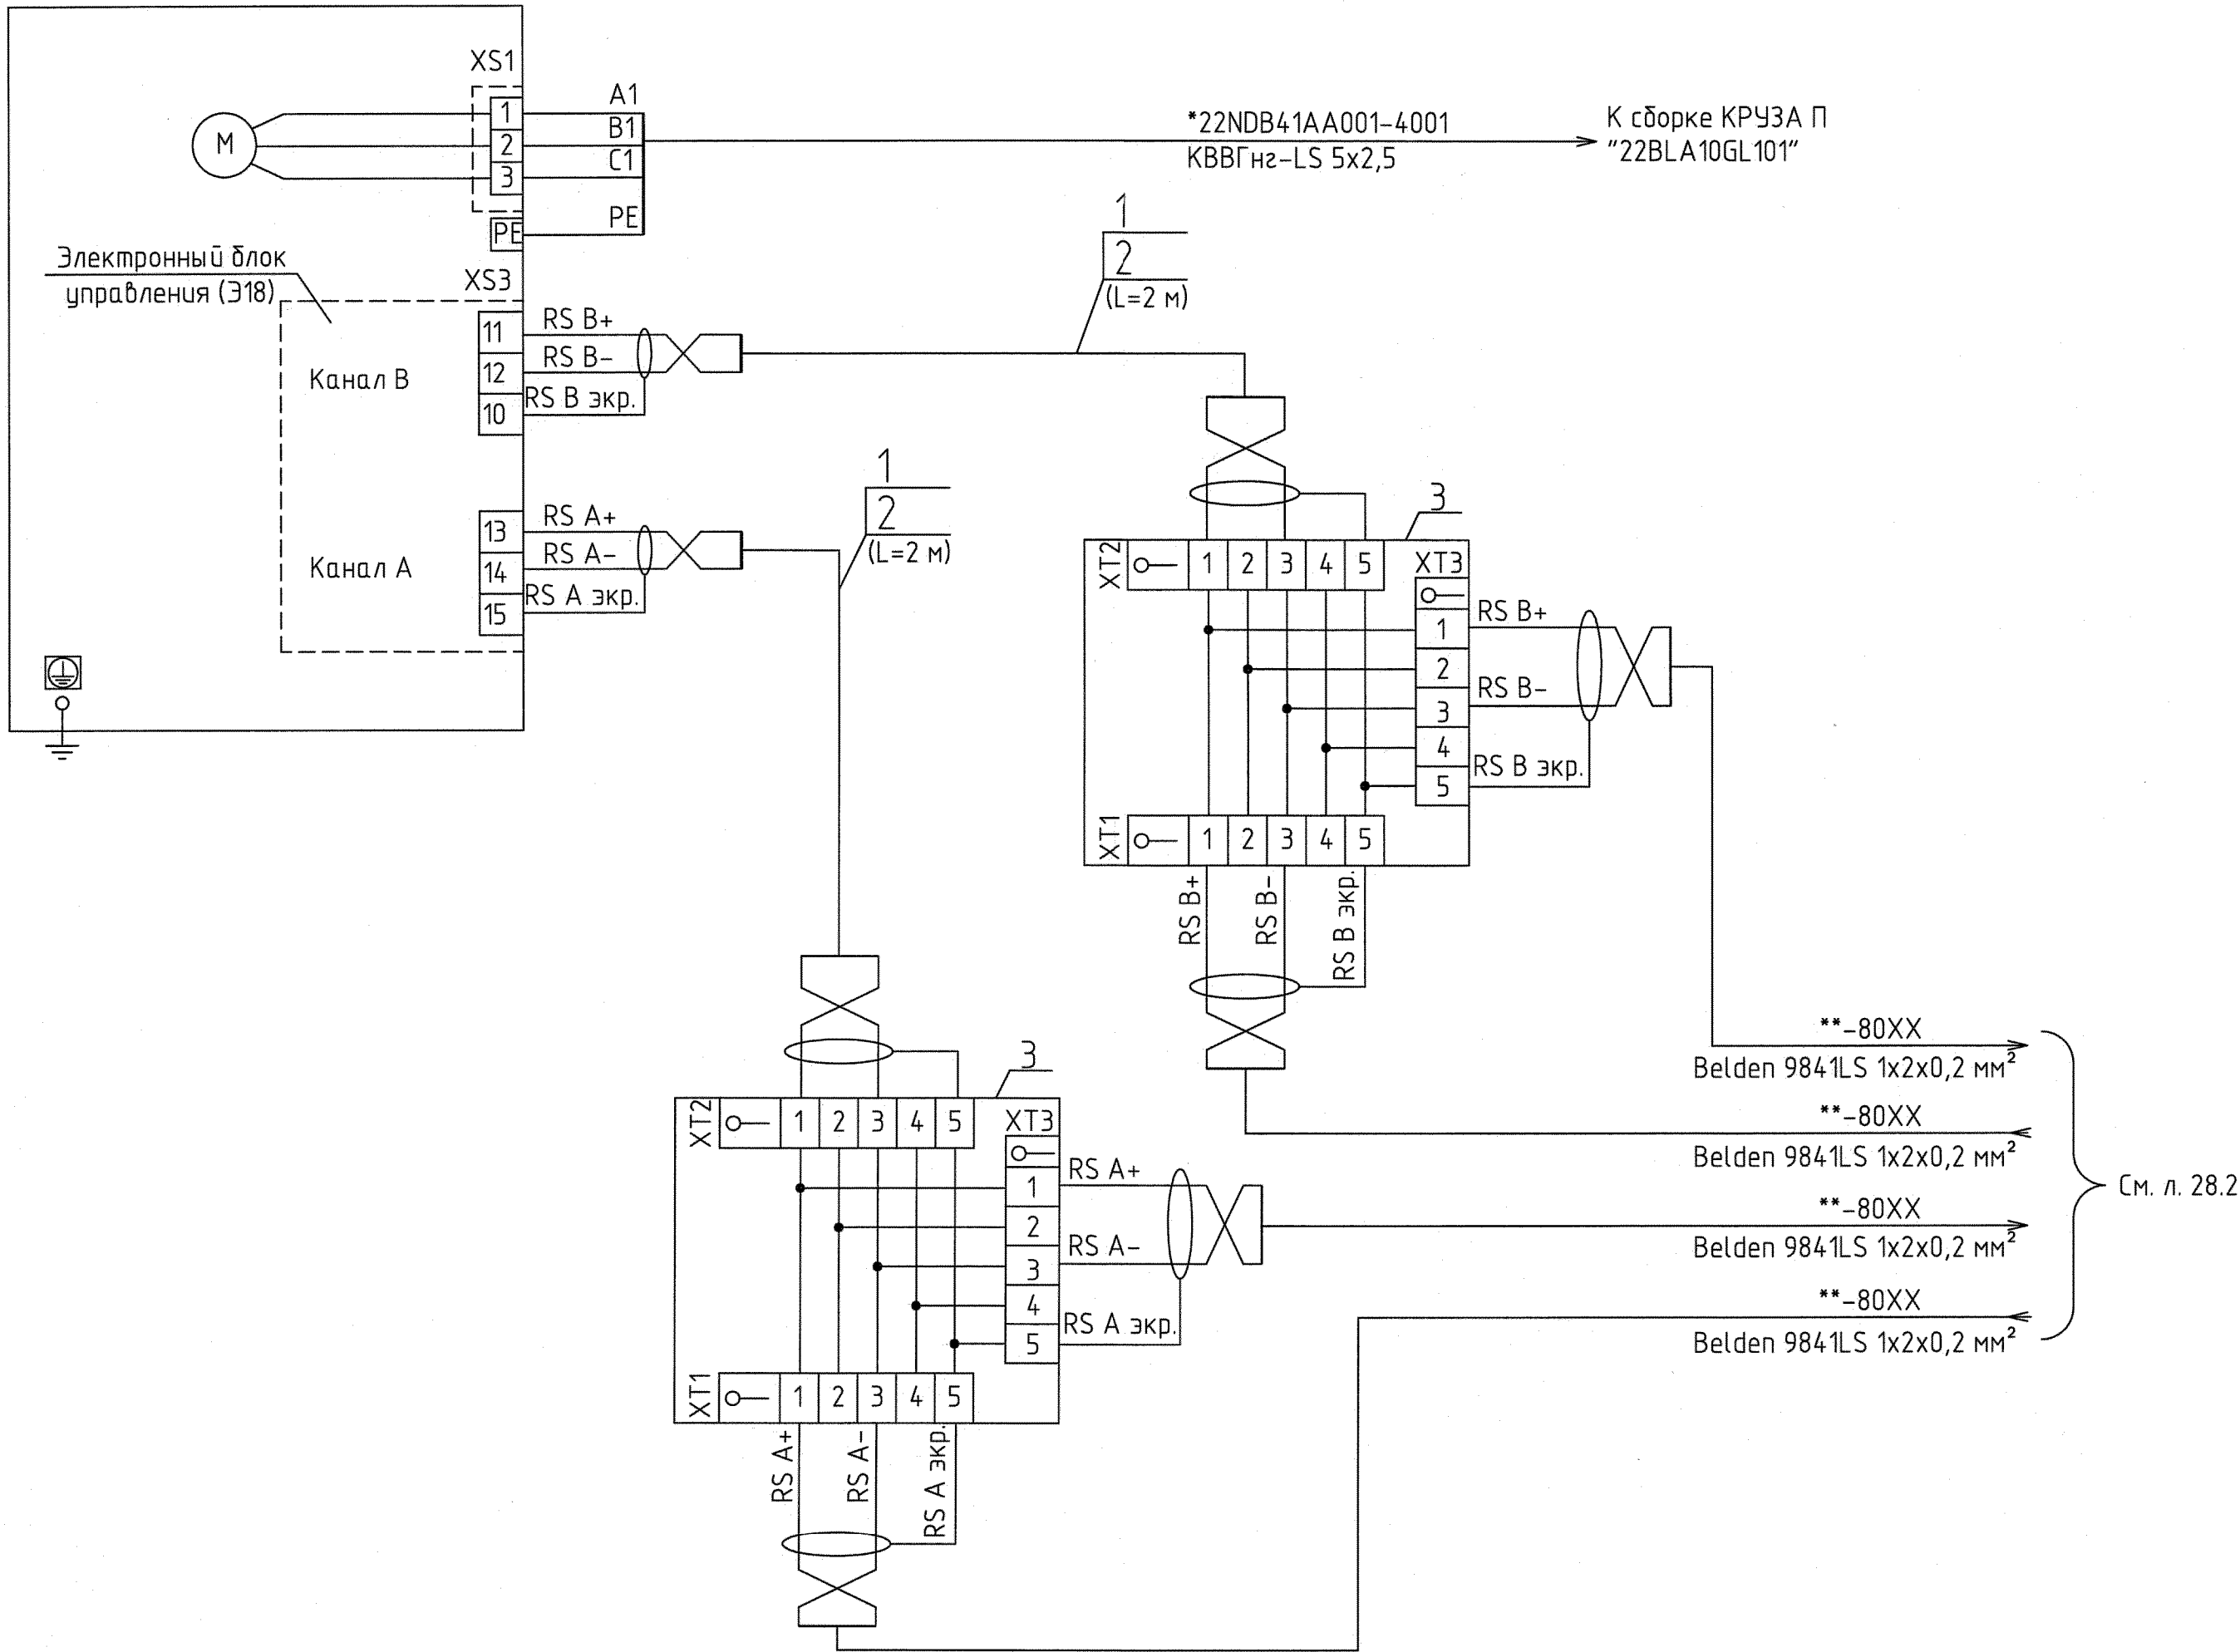 XS1
1
2
3
PE
M
A1
B1
C1
PE
*22NDB41AA001-4001
КВВГнг-LS 5х2,5
К сборке КРУЗА П
"22BLA10GL101"
Электронный блок
управления (Э18)
XS3
Канал В
11
12
10
RS B+
RS B-
RS B экр.
1
2
(L=2 м)
Канал А
13
14
15
RS A+
RS A-
RS A экр.
1
2
(L=2 м)
3
XT2
1
2
3
4
5
XT3
1
2
3
4
5
RS B+
RS B-
RS B экр.
XT1
1
2
3
4
5
RS B+
RS B-
RS B экр.
3
XT2
1
2
3
4
5
XT3
1
2
3
4
5
RS A+
RS A-
RS A экр.
XT1
1
2
3
4
5
RS A+
RS A-
RS A экр.
**-80XX
Belden 9841LS 1x2x0,2 мм²
**-80XX
Belden 9841LS 1x2x0,2 мм²
**-80XX
Belden 9841LS 1x2x0,2 мм²
**-80XX
Belden 9841LS 1x2x0,2 мм²
См. л. 28.2